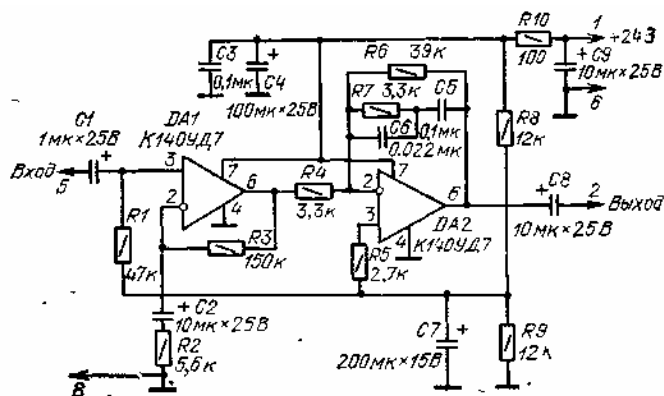 R10
1
+24В
100
C9
10мк×25В
6
C3
0,1мк
C4
100мк×25В
R6
39к
R7
3,3к
C5
0,1мк
C6
0.022мк
R8
12к
C1
1мк×25В
DA1
К140УД7
Вход
5
3
2
7
6
4
R4
3,3к
2
3
7
6
4
DA2
К140УД7
C8
2
Выход
10мк×25В
R1
47к
R3
150к
R5
2,7к
C2
10мк×25В
R2
5,6к
C7
200мк×15В
R9
12к
8